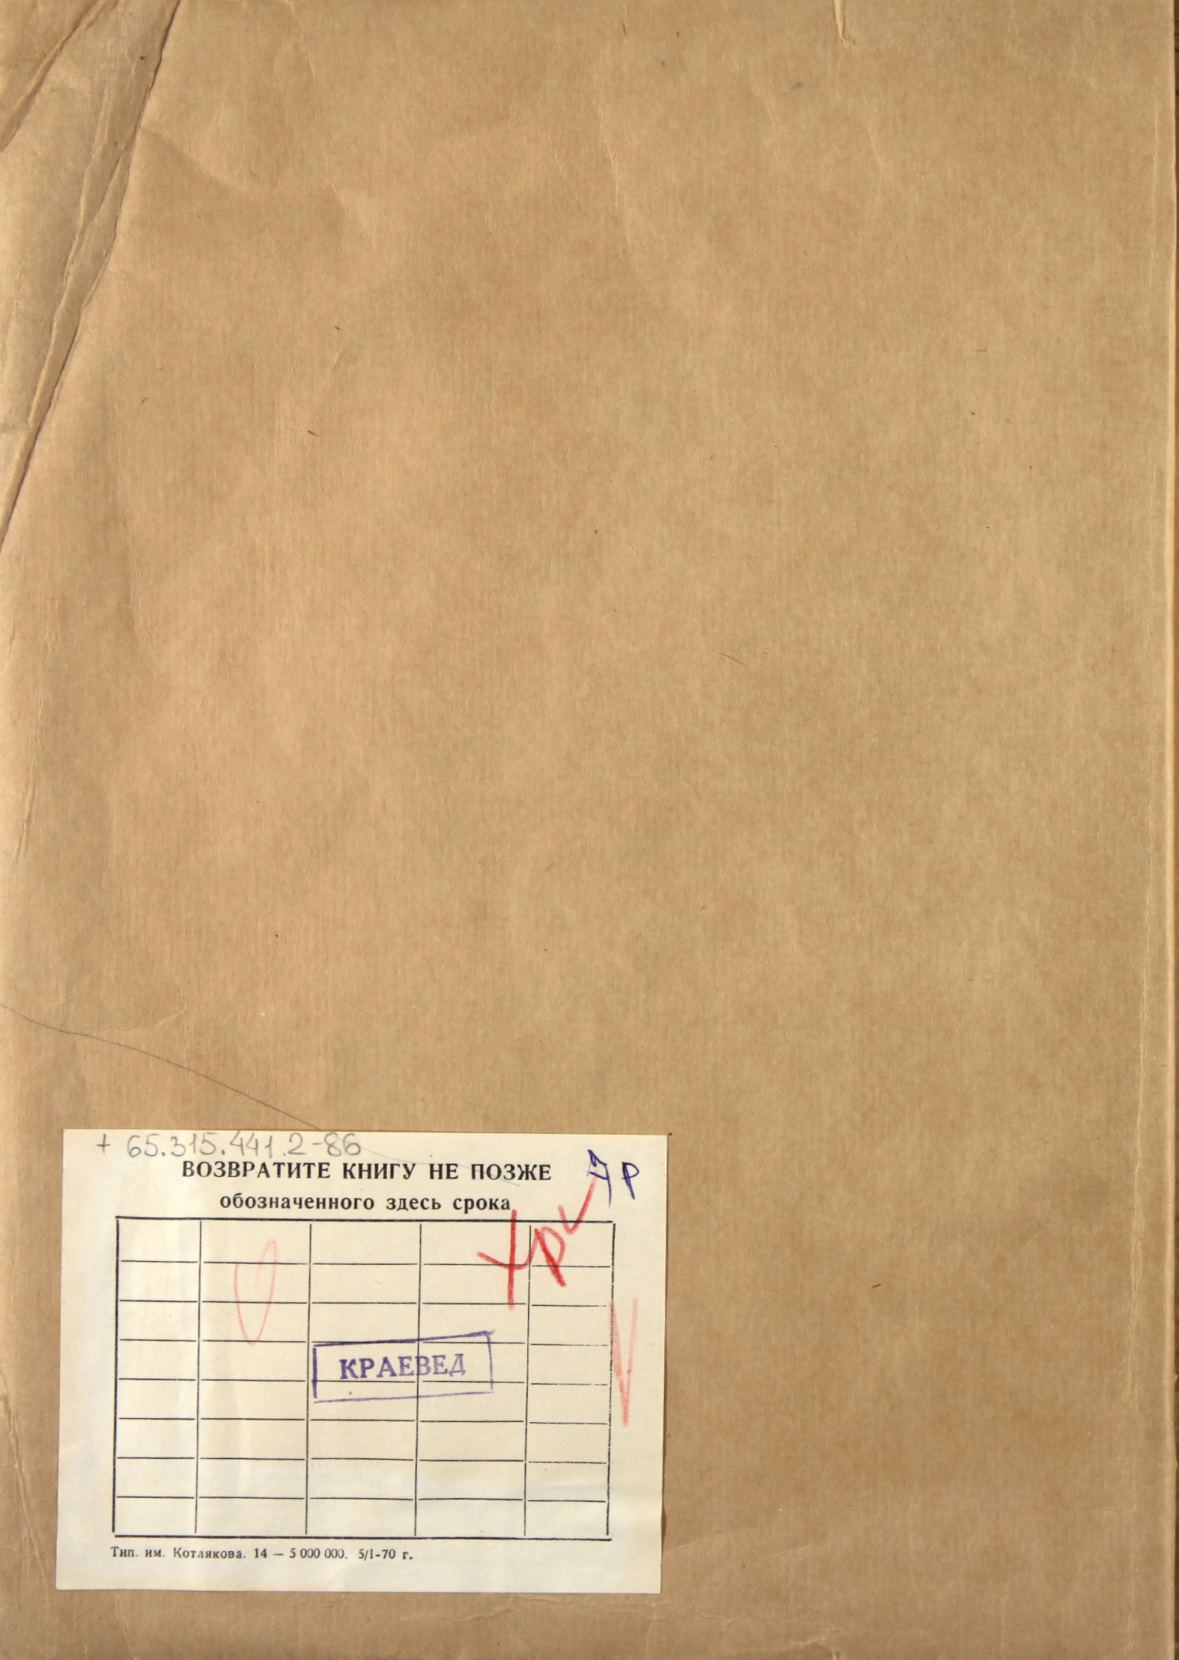 + 65.315.441.2-86
ВОЗВРАТИТЕ КНИГУ НЕ ПОЗЖЕ
обозначенного здесь срока
КРАЕВЕД
Тип. им. Котлякова. 14 — 5 000 000. 5/I-70 г.